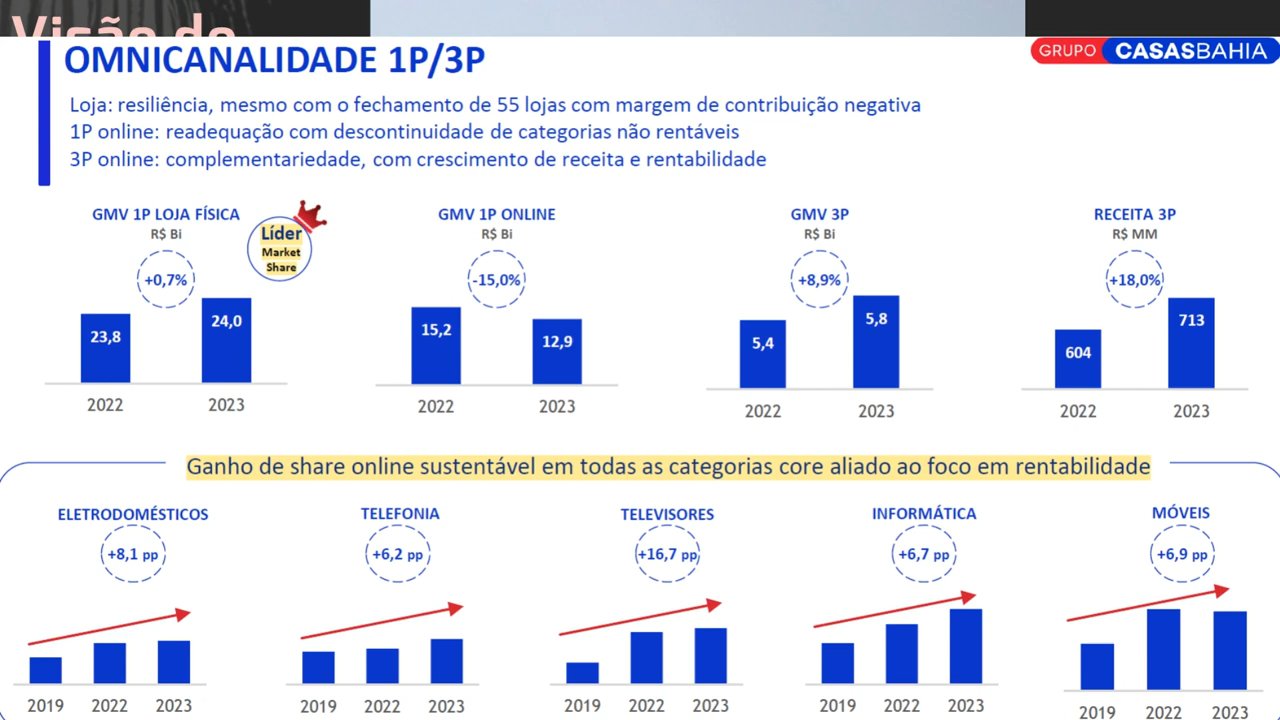 Visão de
OMNICANALIDADE 1P/3P
GRUPO CASASBAHIA
Loja: resiliência, mesmo com o fechamento de 55 lojas com margem de contribuição negativa
1P online: readequação com descontinuidade de categorias não rentáveis
3P online: complementariedade, com crescimento de receita e rentabilidade
GMV 1P LOJA FÍSICA
R$ Bi
+0,7%
Líder
Market
Share
23,8
24,0
2022 2023
GMV 1P ONLINE
R$ Bi
-15,0%
15,2
12,9
2022 2023
GMV 3P
R$ Bi
+8,9%
5,4
5,8
2022 2023
RECEITA 3P
R$ MM
+18,0%
604
713
2022 2023
Ganho de share online sustentável em todas as categorias core aliado ao foco em rentabilidade
ELETRODOMÉSTICOS
+8,1 pp
2019 2022 2023
TELEFONIA
+6,2 pp
2019 2022 2023
TELEVISORES
+16,7 pp
2019 2022 2023
INFORMÁTICA
+6,7 pp
2019 2022 2023
MÓVEIS
+6,9 pp
2019 2022 2023